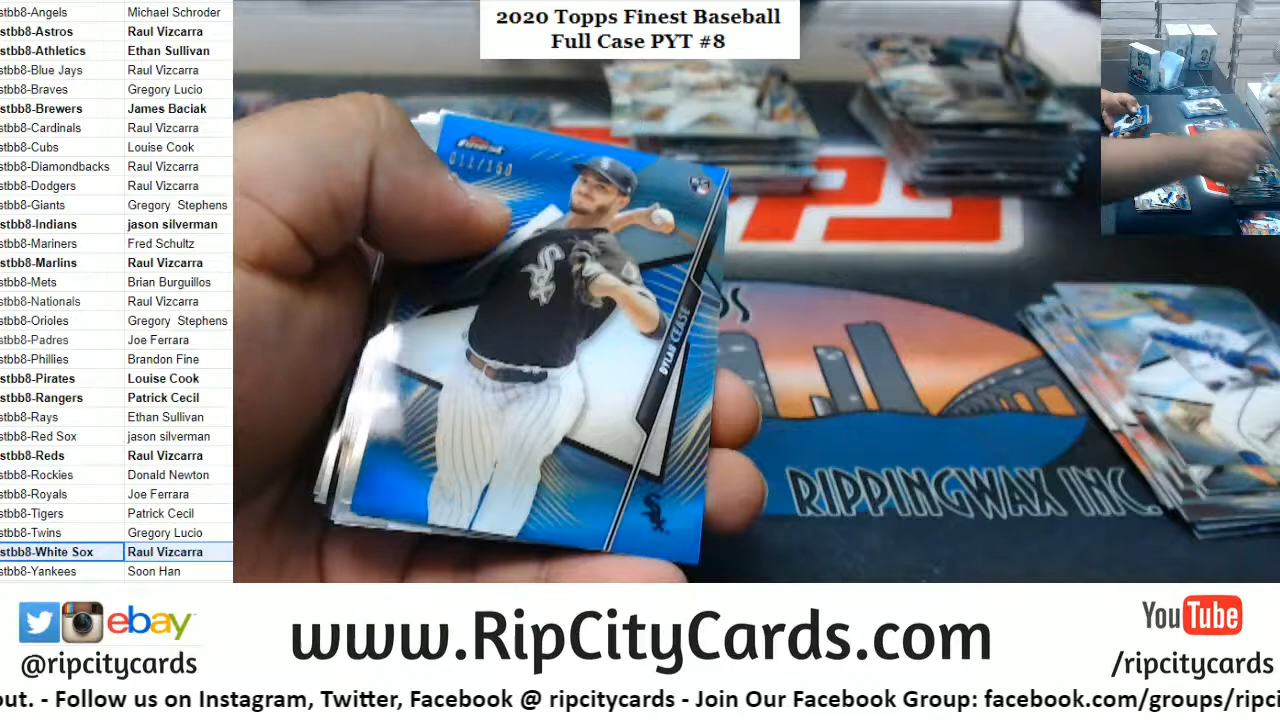 stbb8-Angels Michael Schroder
stbb8-Astros Raul Vizcarra
stbb8-Athletics Ethan Sullivan
stbb8-Blue Jays Raul Vizcarra
stbb8-Braves Gregory Lucio
stbb8-Brewers James Baciak
stbb8-Cardinals Raul Vizcarra
stbb8-Cubs Louise Cook
stbb8-Diamondbacks Raul Vizcarra
stbb8-Dodgers Raul Vizcarra
stbb8-Giants Gregory Stephens
stbb8-Indians jason silverman
stbb8-Mariners Fred Schultz
stbb8-Marlins Raul Vizcarra
stbb8-Mets Brian Burguillos
stbb8-Nationals Raul Vizcarra
stbb8-Orioles Gregory Stephens
stbb8-Padres Joe Ferrara
stbb8-Phillies Brandon Fine
stbb8-Pirates Louise Cook
stbb8-Rangers Patrick Cecil
stbb8-Rays Ethan Sullivan
stbb8-Red Sox jason silverman
stbb8-Reds Raul Vizcarra
stbb8-Rockies Donald Newton
stbb8-Royals Joe Ferrara
stbb8-Tigers Patrick Cecil
stbb8-Twins Gregory Lucio
stbb8-White Sox Raul Vizcarra
stbb8-Yankees Soon Han
2020 Topps Finest Baseball
Full Case PYT #8
Finest
011/150
Sox
DYLAN CEASE
RIPPINGWAX INC.
ebay
@ripcitycards
www.RipCityCards.com
YouTube
/ripcitycards
out. - Follow us on Instagram, Twitter, Facebook @ ripcitycards - Join Our Facebook Group: facebook.com/groups/ripci